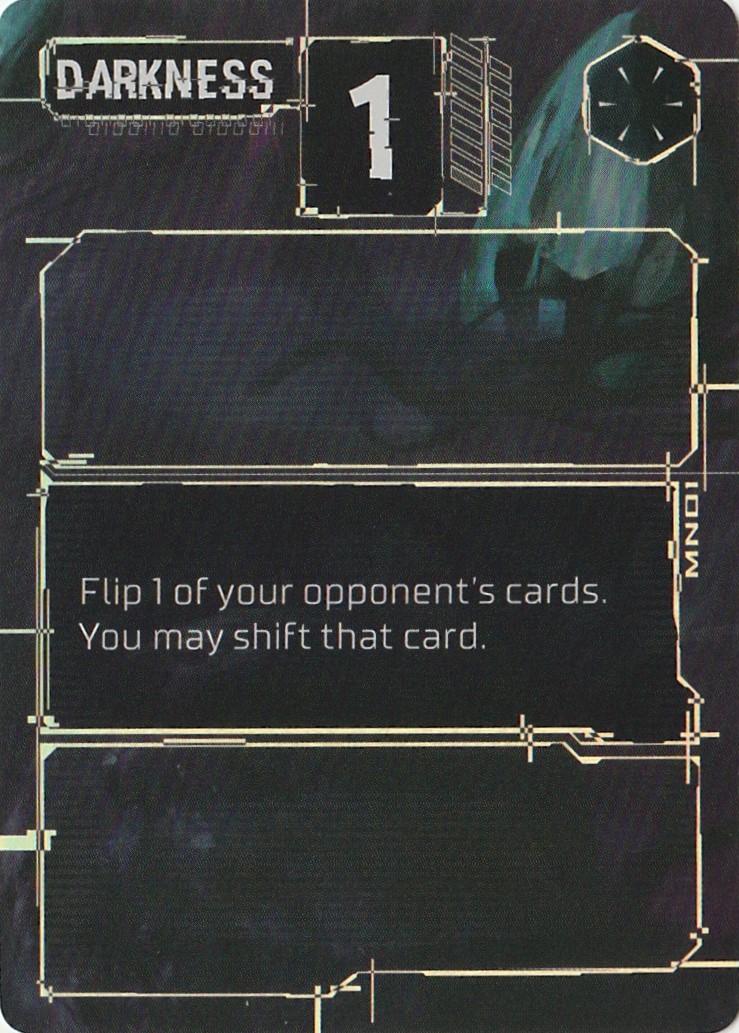 DARKNESS
1
MN01
Flip 1 of your opponent's cards.
You may shift that card.